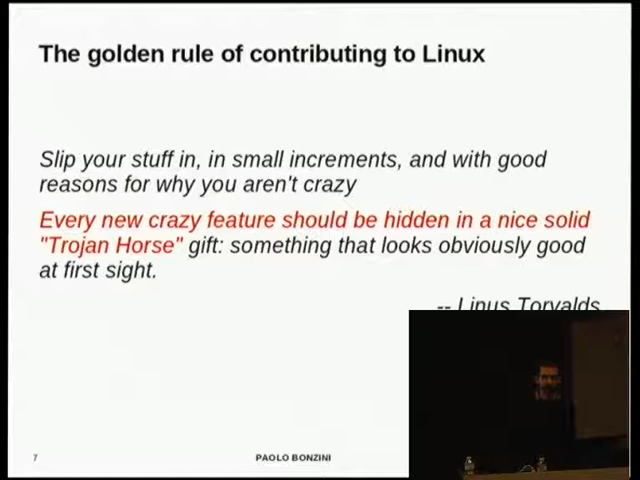 The golden rule of contributing to Linux
Slip your stuff in, in small increments, and with good
reasons for why you aren't crazy
Every new crazy feature should be hidden in a nice solid
"Trojan Horse" gift: something that looks obviously good
at first sight.
-- Linus Torvalds
7
PAOLO BONZINI